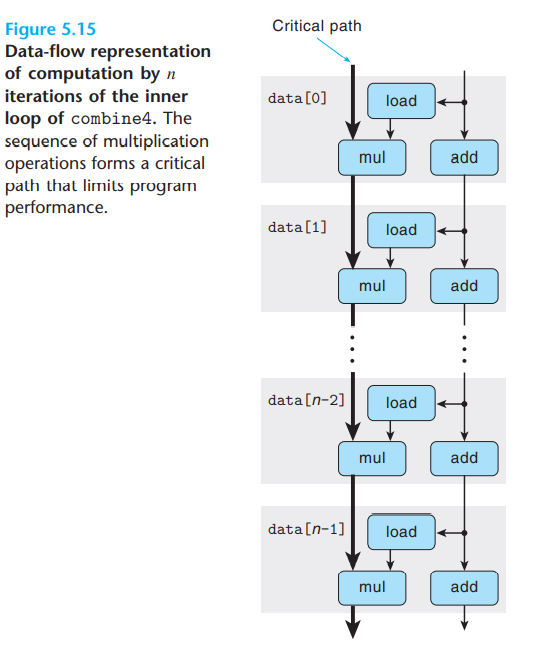 Figure 5.15
Data-flow representation
of computation by n
iterations of the inner
loop of combine4. The
sequence of multiplication
operations forms a critical
path that limits program
performance.
Critical path
data[0]
load
mul
add
data[1]
load
mul
add
data[n-2]
load
mul
add
data[n-1]
load
mul
add